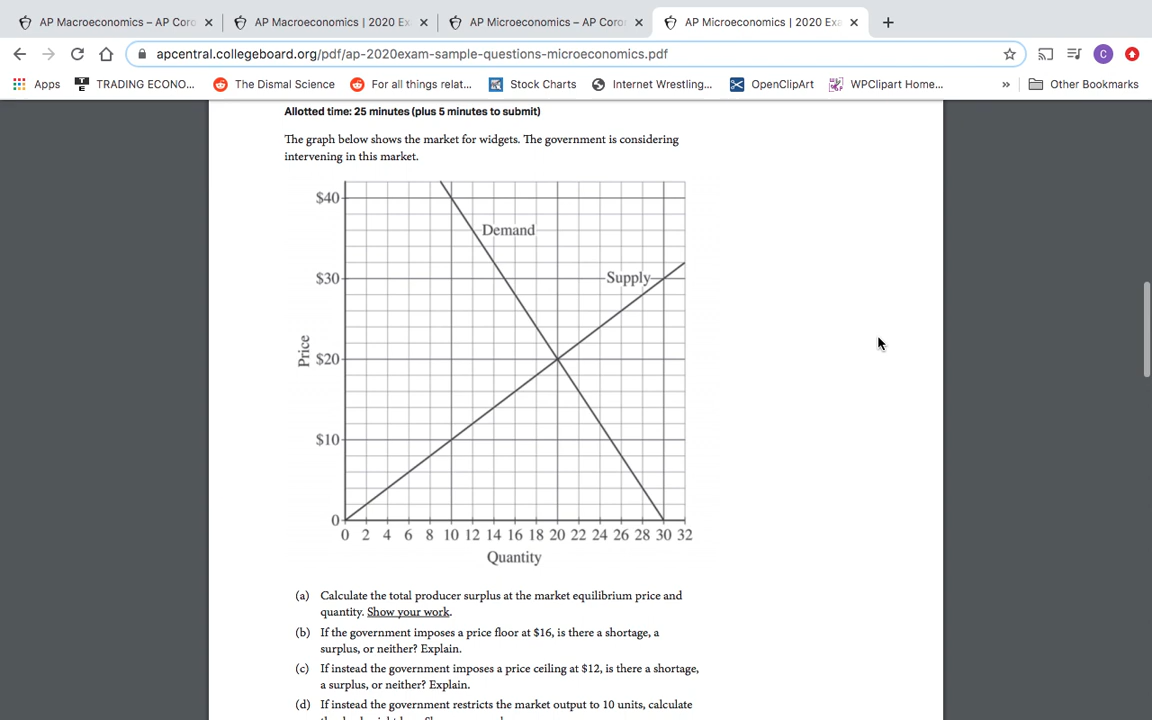 AP Macroeconomics – AP Coro
AP Macroeconomics | 2020 Ex
AP Microeconomics – AP Coro
AP Microeconomics | 2020 Exa
apcentral.collegeboard.org/pdf/ap-2020exam-sample-questions-microeconomics.pdf
C
Apps
TRADING ECONO...
The Dismal Science
For all things relat...
Stock Charts
Internet Wrestling...
OpenClipArt
WPClipart Home...
»
Other Bookmarks
Allotted time: 25 minutes (plus 5 minutes to submit)
The graph below shows the market for widgets. The government is considering
intervening in this market.
$40
Demand
$30
Supply
Price
$20
$10
0
0 2 4 6 8 10 12 14 16 18 20 22 24 26 28 30 32
Quantity
(a) Calculate the total producer surplus at the market equilibrium price and
quantity. Show your work.
(b) If the government imposes a price floor at $16, is there a shortage, a
surplus, or neither? Explain.
(c) If instead the government imposes a price ceiling at $12, is there a shortage,
a surplus, or neither? Explain.
(d) If instead the government restricts the market output to 10 units, calculate